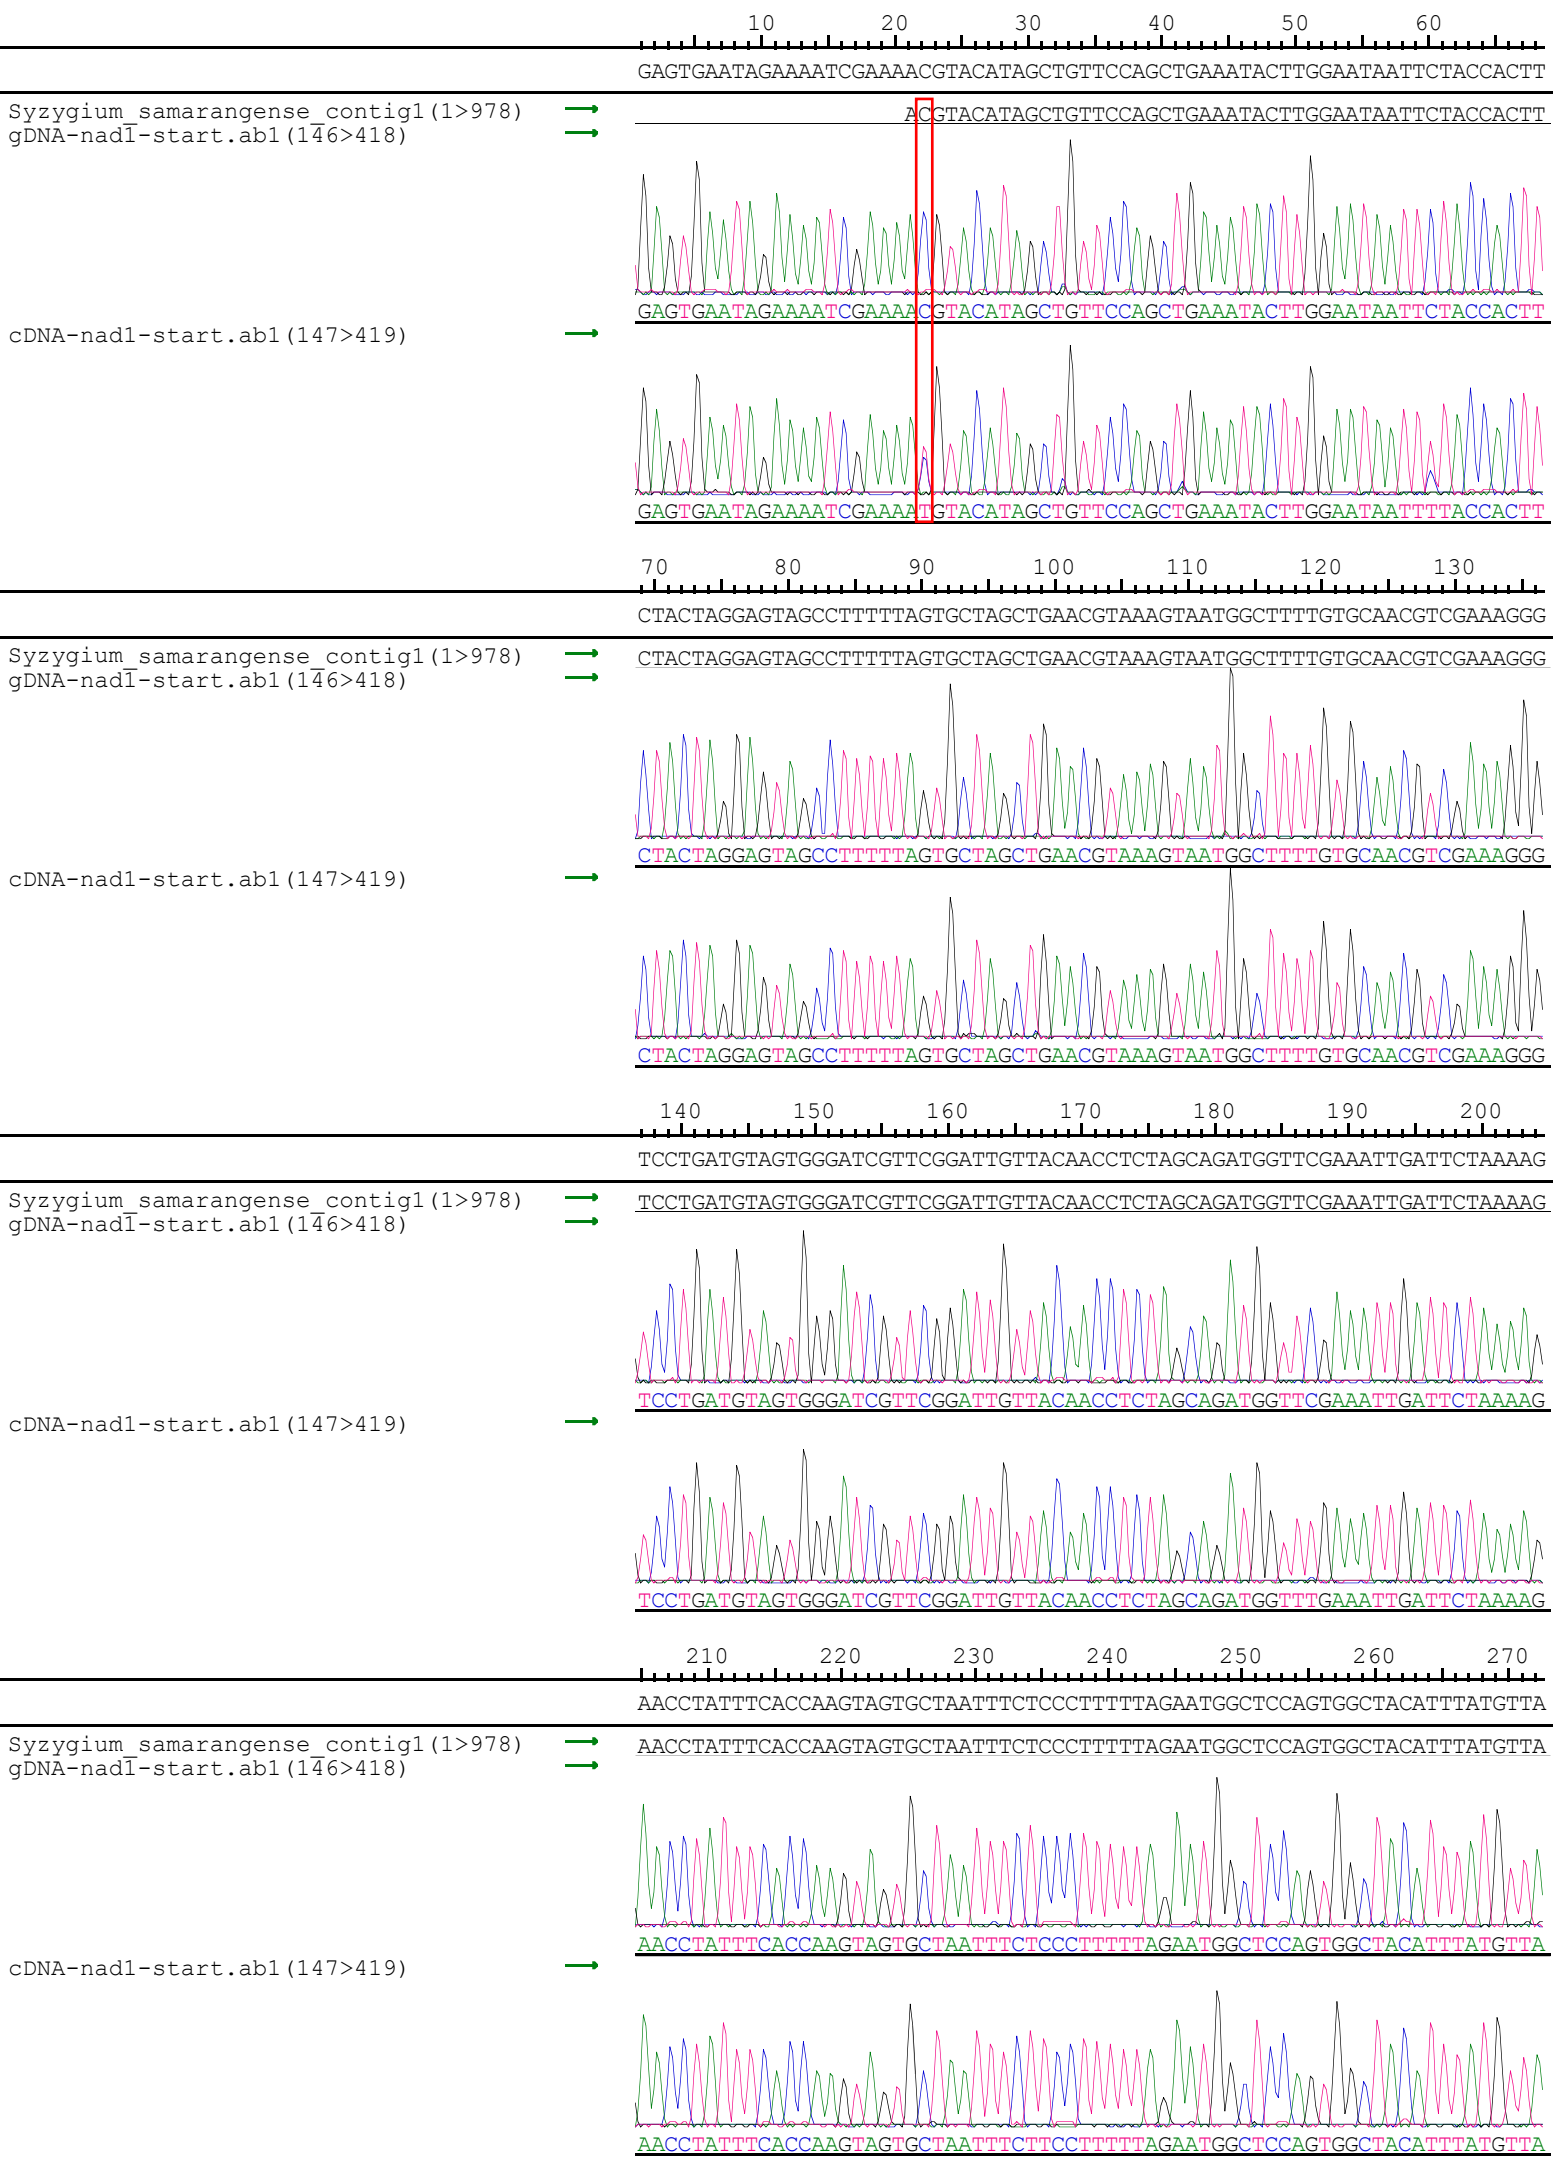 10 20 30 40 50 60
GAGTGAATAGAAAATCGAAAACGTACATAGCTGTTCCAGCTGAAATACTTGGAATAATTCTACCACTT
Syzygium_samarangense_contig1(1>978) ACGTACATAGCTGTTCCAGCTGAAATACTTGGAATAATTCTACCACTT
gDNA-nad1-start.ab1(146>418)
GAGTGAATAGAAAATCGAAAACGTACATAGCTGTTCCAGCTGAAATACTTGGAATAATTCTACCACTT
cDNA-nad1-start.ab1(147>419)
GAGTGAATAGAAAATCGAAAATGTACATAGCTGTTCCAGCTGAAATACTTGGAATAATTTTACCACTT
70 80 90 100 110 120 130
CTACTAGGAGTAGCCTTTTTAGTGCTAGCTGAACGTAAAGTAATGGCTTTTGTGCAACGTCGAAAGGG
Syzygium_samarangense_contig1(1>978) CTACTAGGAGTAGCCTTTTTAGTGCTAGCTGAACGTAAAGTAATGGCTTTTGTGCAACGTCGAAAGGG
gDNA-nad1-start.ab1(146>418)
CTACTAGGAGTAGCCTTTTTAGTGCTAGCTGAACGTAAAGTAATGGCTTTTGTGCAACGTCGAAAGGG
cDNA-nad1-start.ab1(147>419)
CTACTAGGAGTAGCCTTTTTAGTGCTAGCTGAACGTAAAGTAATGGCTTTTGTGCAACGTCGAAAGGG
140 150 160 170 180 190 200
TCCTGATGTAGTGGGATCGTTCGGATTGTTACAACCTCTAGCAGATGGTTCGAAATTGATTCTAAAAG
Syzygium_samarangense_contig1(1>978) TCCTGATGTAGTGGGATCGTTCGGATTGTTACAACCTCTAGCAGATGGTTCGAAATTGATTCTAAAAG
gDNA-nad1-start.ab1(146>418)
TCCTGATGTAGTGGGATCGTTCGGATTGTTACAACCTCTAGCAGATGGTTCGAAATTGATTCTAAAAG
cDNA-nad1-start.ab1(147>419)
TCCTGATGTAGTGGGATCGTTCGGATTGTTACAACCTCTAGCAGATGGTTTGAAATTGATTCTAAAAG
210 220 230 240 250 260 270
AACCTATTTCACCAAGTAGTGCTAATTTCTCCCTTTTTAGAATGGCTCCAGTGGCTACATTTATGTTA
Syzygium_samarangense_contig1(1>978) AACCTATTTCACCAAGTAGTGCTAATTTCTCCCTTTTTAGAATGGCTCCAGTGGCTACATTTATGTTA
gDNA-nad1-start.ab1(146>418)
AACCTATTTCACCAAGTAGTGCTAATTTCTCCCTTTTTAGAATGGCTCCAGTGGCTACATTTATGTTA
cDNA-nad1-start.ab1(147>419)
AACCTATTTCACCAAGTAGTGCTAATTTCTTCCTTTTTAGAATGGCTCCAGTGGCTACATTTATGTTA